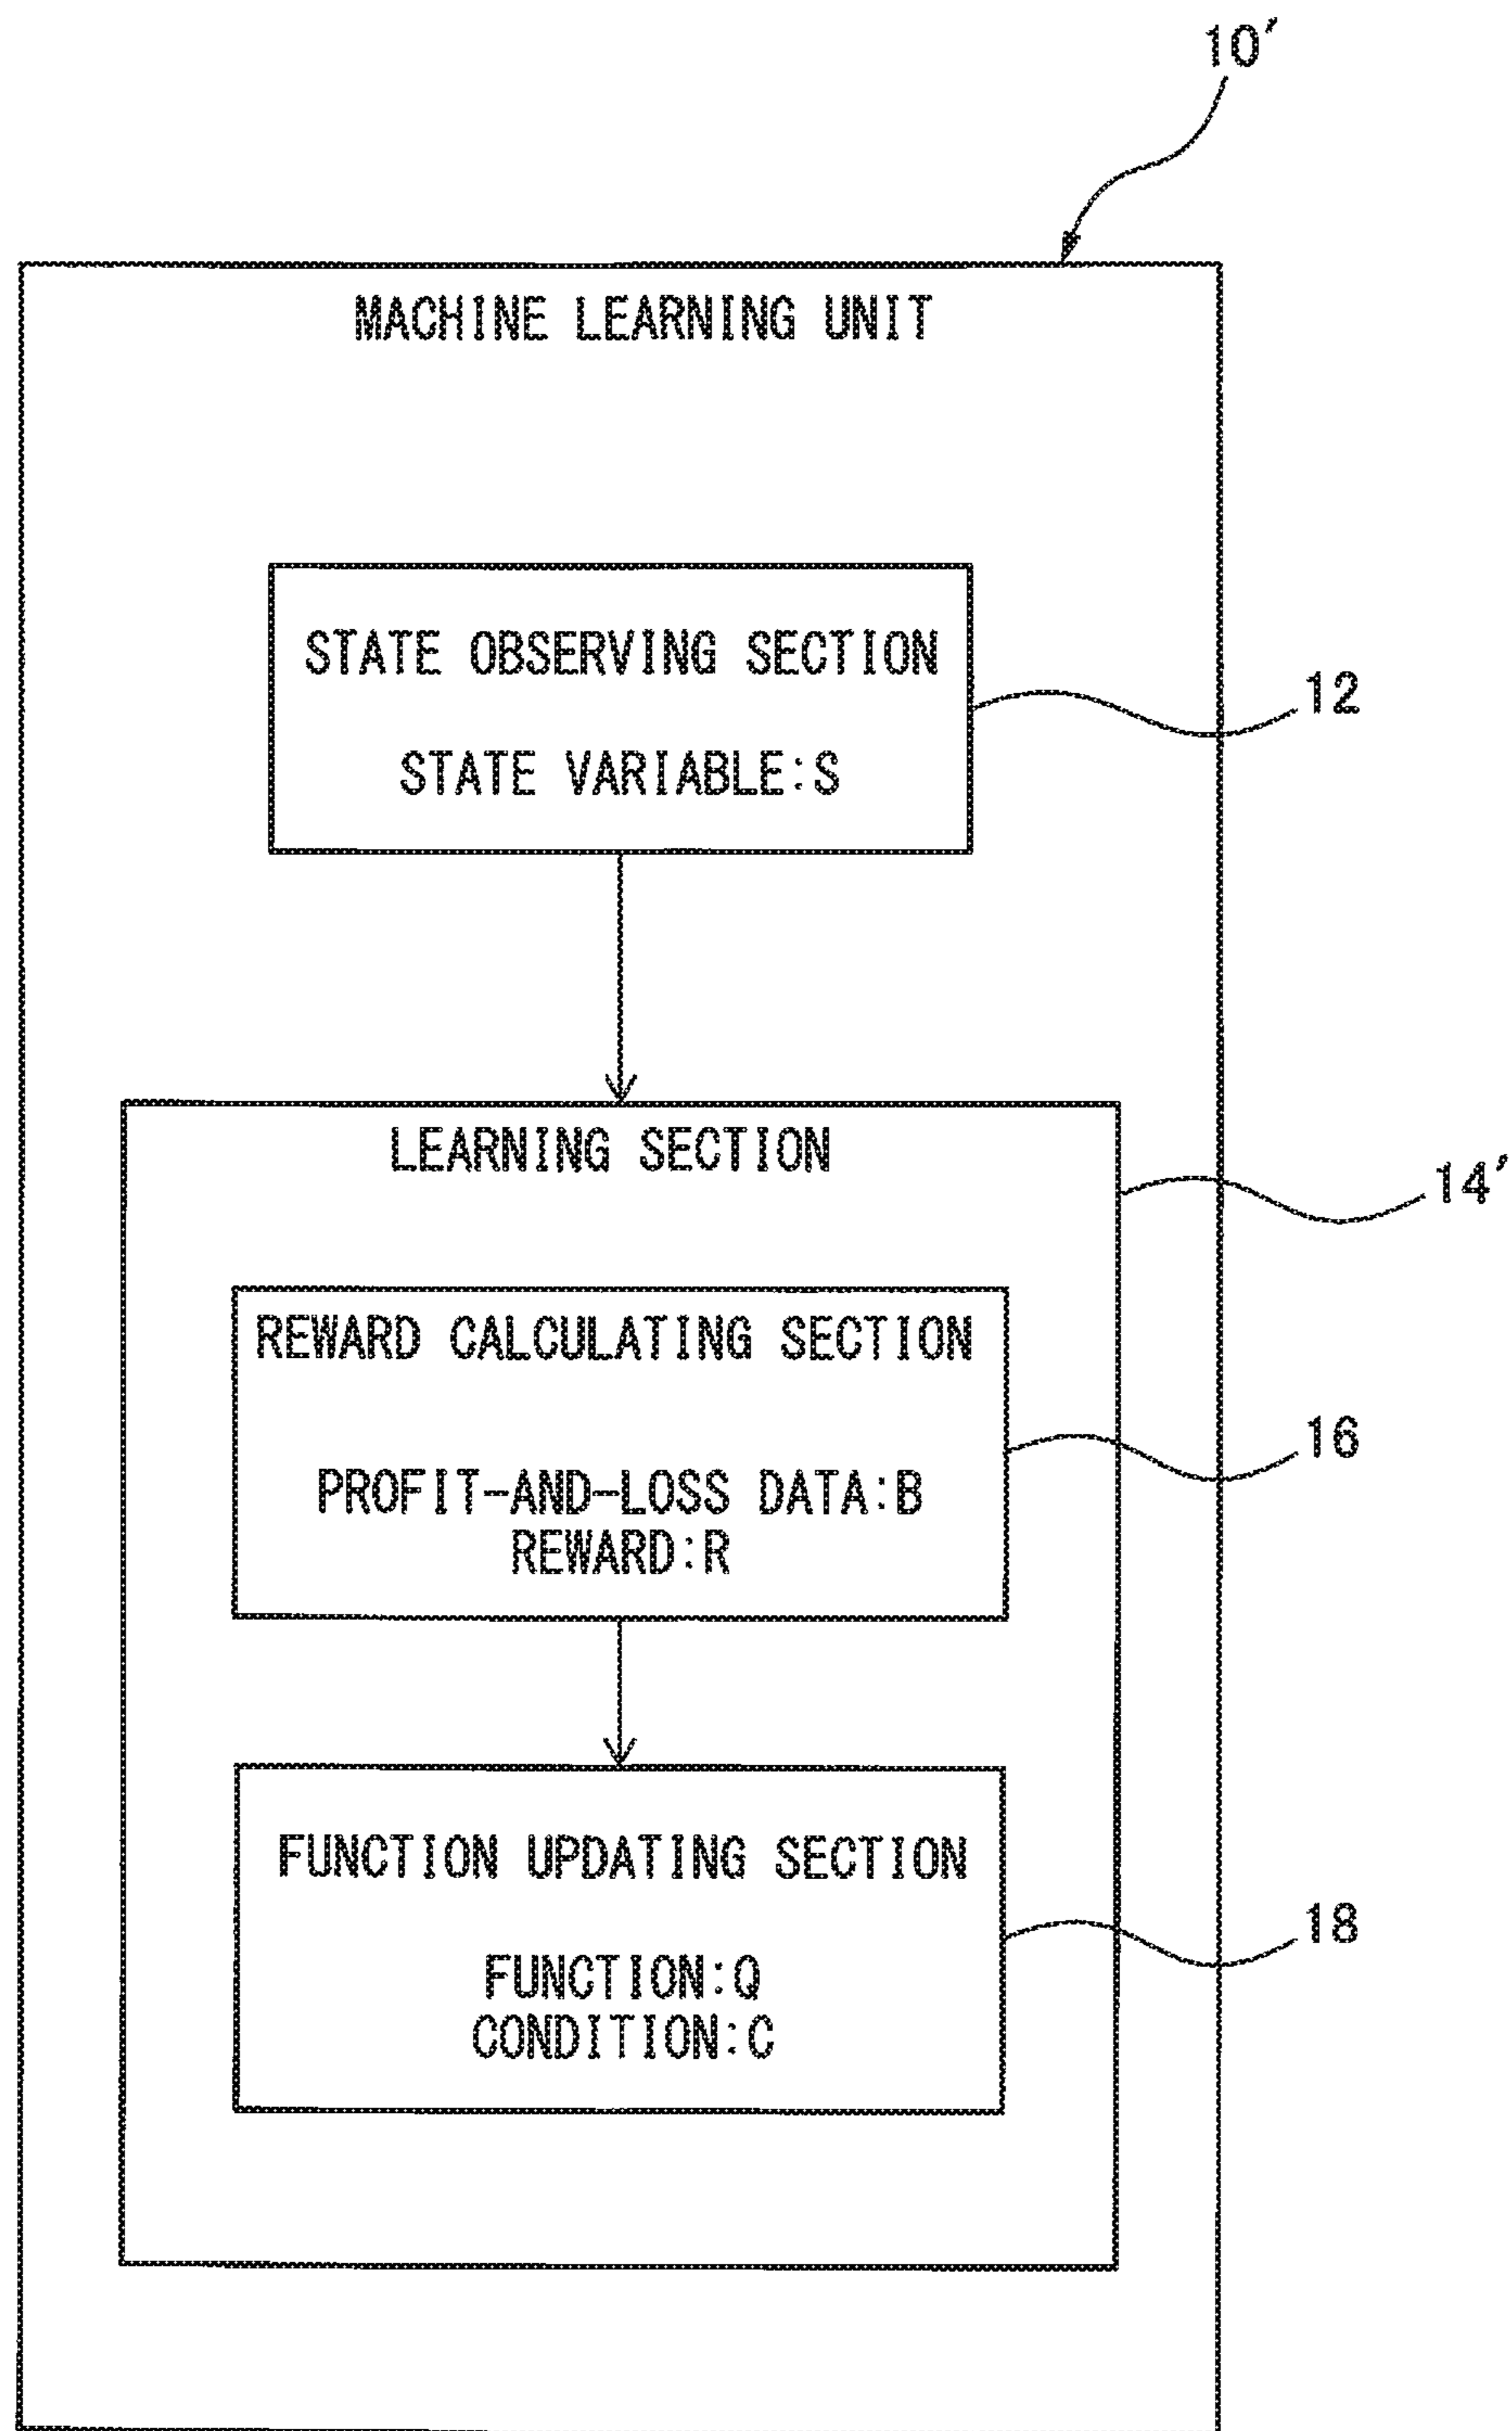 10′
MACHINE LEARNING UNIT
STATE OBSERVING SECTION
STATE VARIABLE:S
12
LEARNING SECTION
14′
REWARD CALCULATING SECTION
PROFIT-AND-LOSS DATA:B
REWARD:R
16
FUNCTION UPDATING SECTION
FUNCTION:Q
CONDITION:C
18